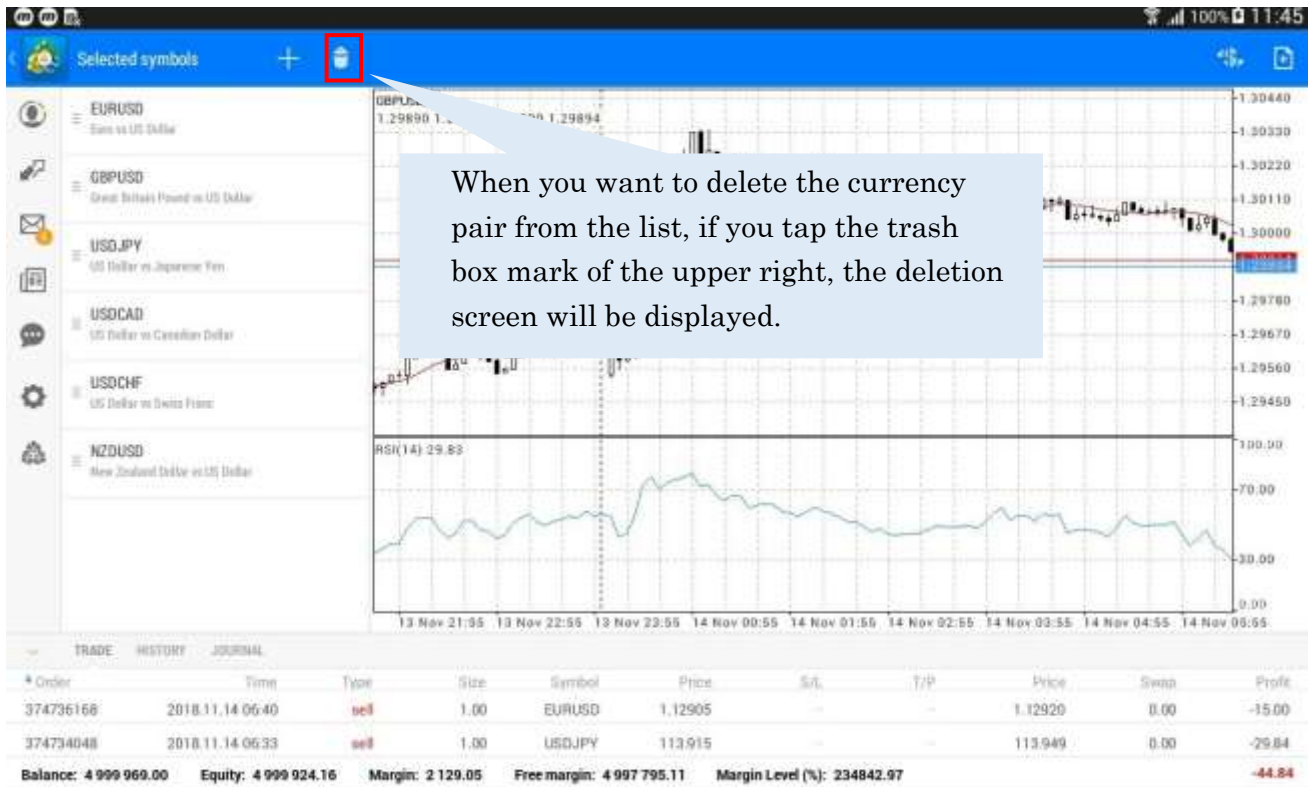 100% 11:45
Selected symbols
EURUSD
Euro vs US Dollar
GBPUSD
Great Britain Pound vs US Dollar
USDJPY
US Dollar vs Japanese Yen
USDCAD
US Dollar vs Canadian Dollar
USDCHF
US Dollar vs Swiss Franc
NZDUSD
New Zealand Dollar vs US Dollar
1.29890 1.29894
When you want to delete the currency
pair from the list, if you tap the trash
box mark of the upper right, the deletion
screen will be displayed.
1.30440
1.30330
1.30220
1.30110
1.30000
1.29780
1.29670
1.29560
1.29450
RSI(14) 29.83
100.00
70.00
30.00
0.00
13 Nov 21:55 13 Nov 22:55 13 Nov 23:55 14 Nov 00:55 14 Nov 01:55 14 Nov 02:55 14 Nov 03:55 14 Nov 04:55 14 Nov 05:55
TRADE HISTORY JOURNAL
Order Time Type Size Symbol Price S/L T/P Price Swap Profit
374736168 2018.11.14 06:40 sell 1.00 EURUSD 1.12905 - - 1.12920 0.00 -15.00
374734048 2018.11.14 06:33 sell 1.00 USDJPY 113.915 - - 113.949 0.00 -29.84
Balance: 4 999 969.00 Equity: 4 999 924.16 Margin: 2 129.05 Free margin: 4 997 795.11 Margin Level (%): 234842.97 -44.84